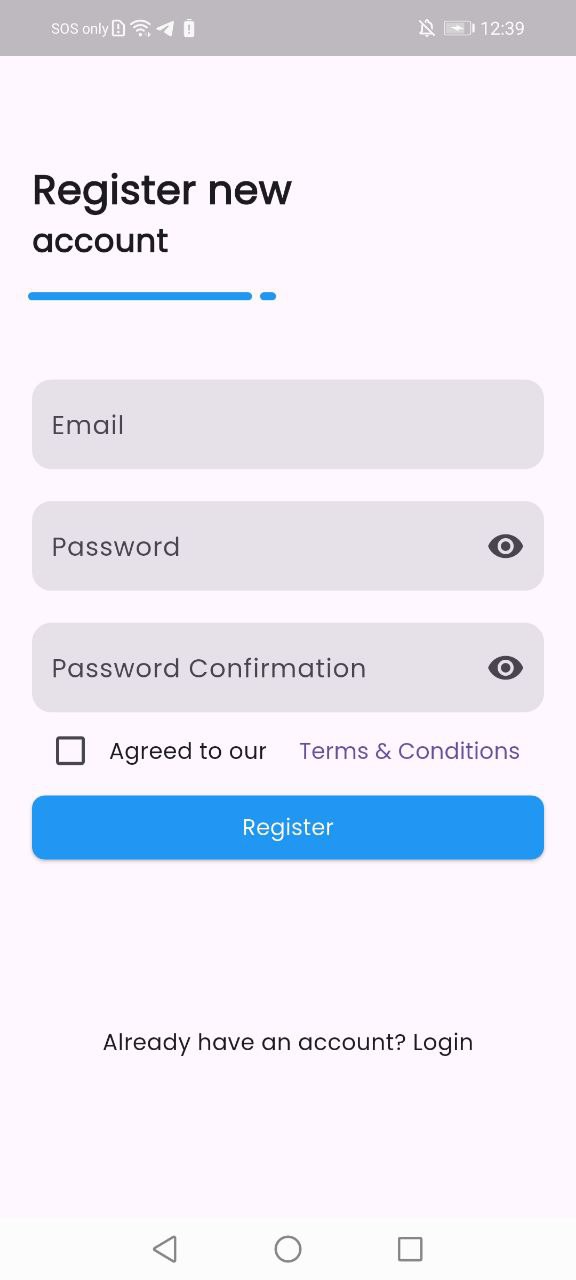 SOS only 12:39
Register new
account
Email
Password
Password Confirmation
Agreed to our Terms & Conditions
Register
Already have an account? Login